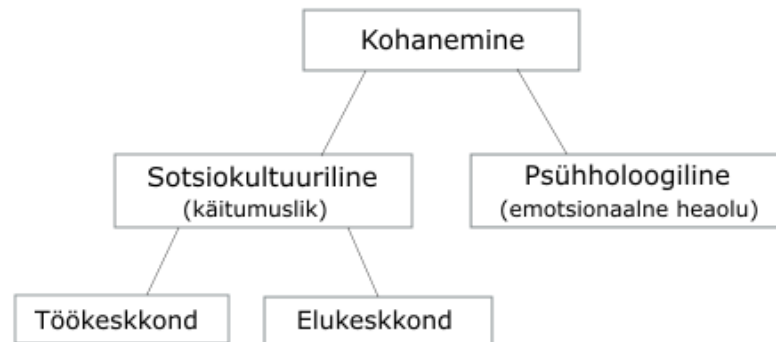 Kohanemine
Sotsiokultuuriline
(käitumuslik)
Psühholoogiline
(emotsionaalne heaolu)
Töökeskkond
Elukeskkond